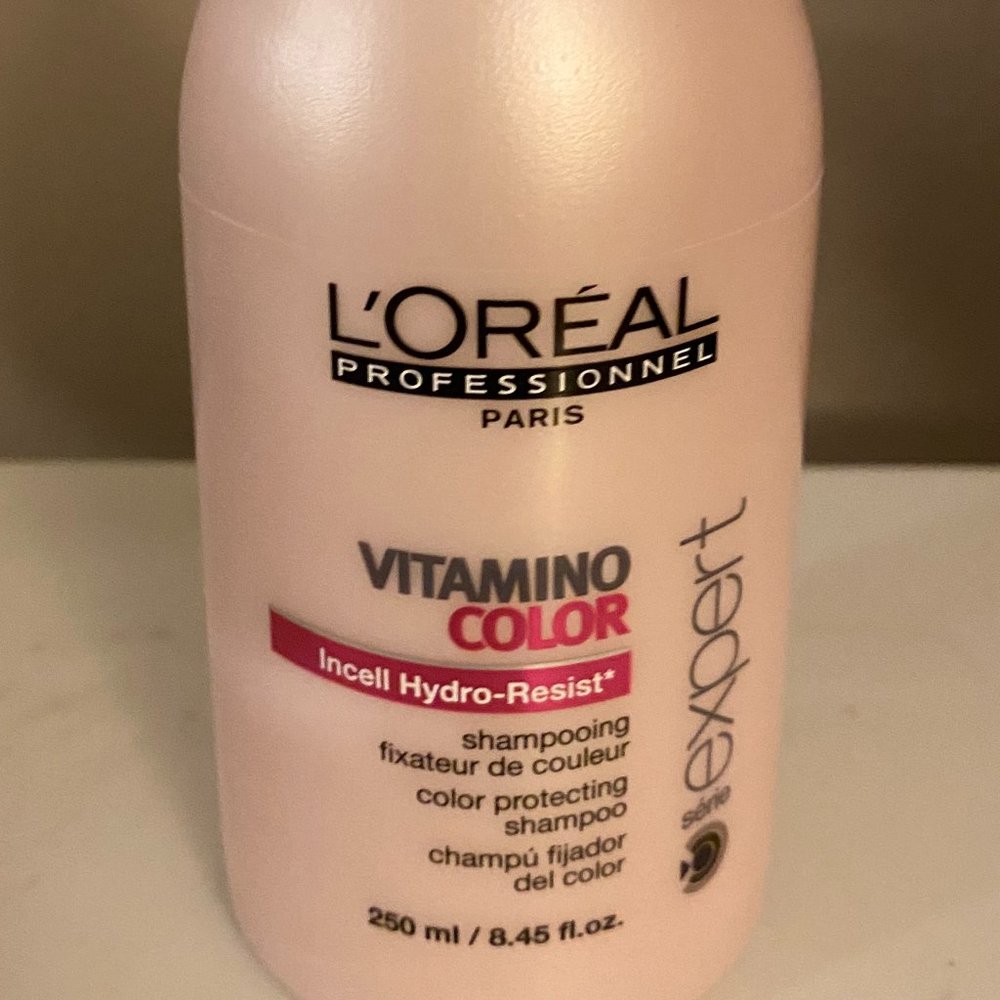 L'ORÉAL
PROFESSIONNEL
PARIS
VITAMINO
COLOR
Incell Hydro-Resist*
shampooing
fixateur de couleur
color protecting
shampoo
champú fijador
del color
250 ml / 8.45 fl.oz.
série expert